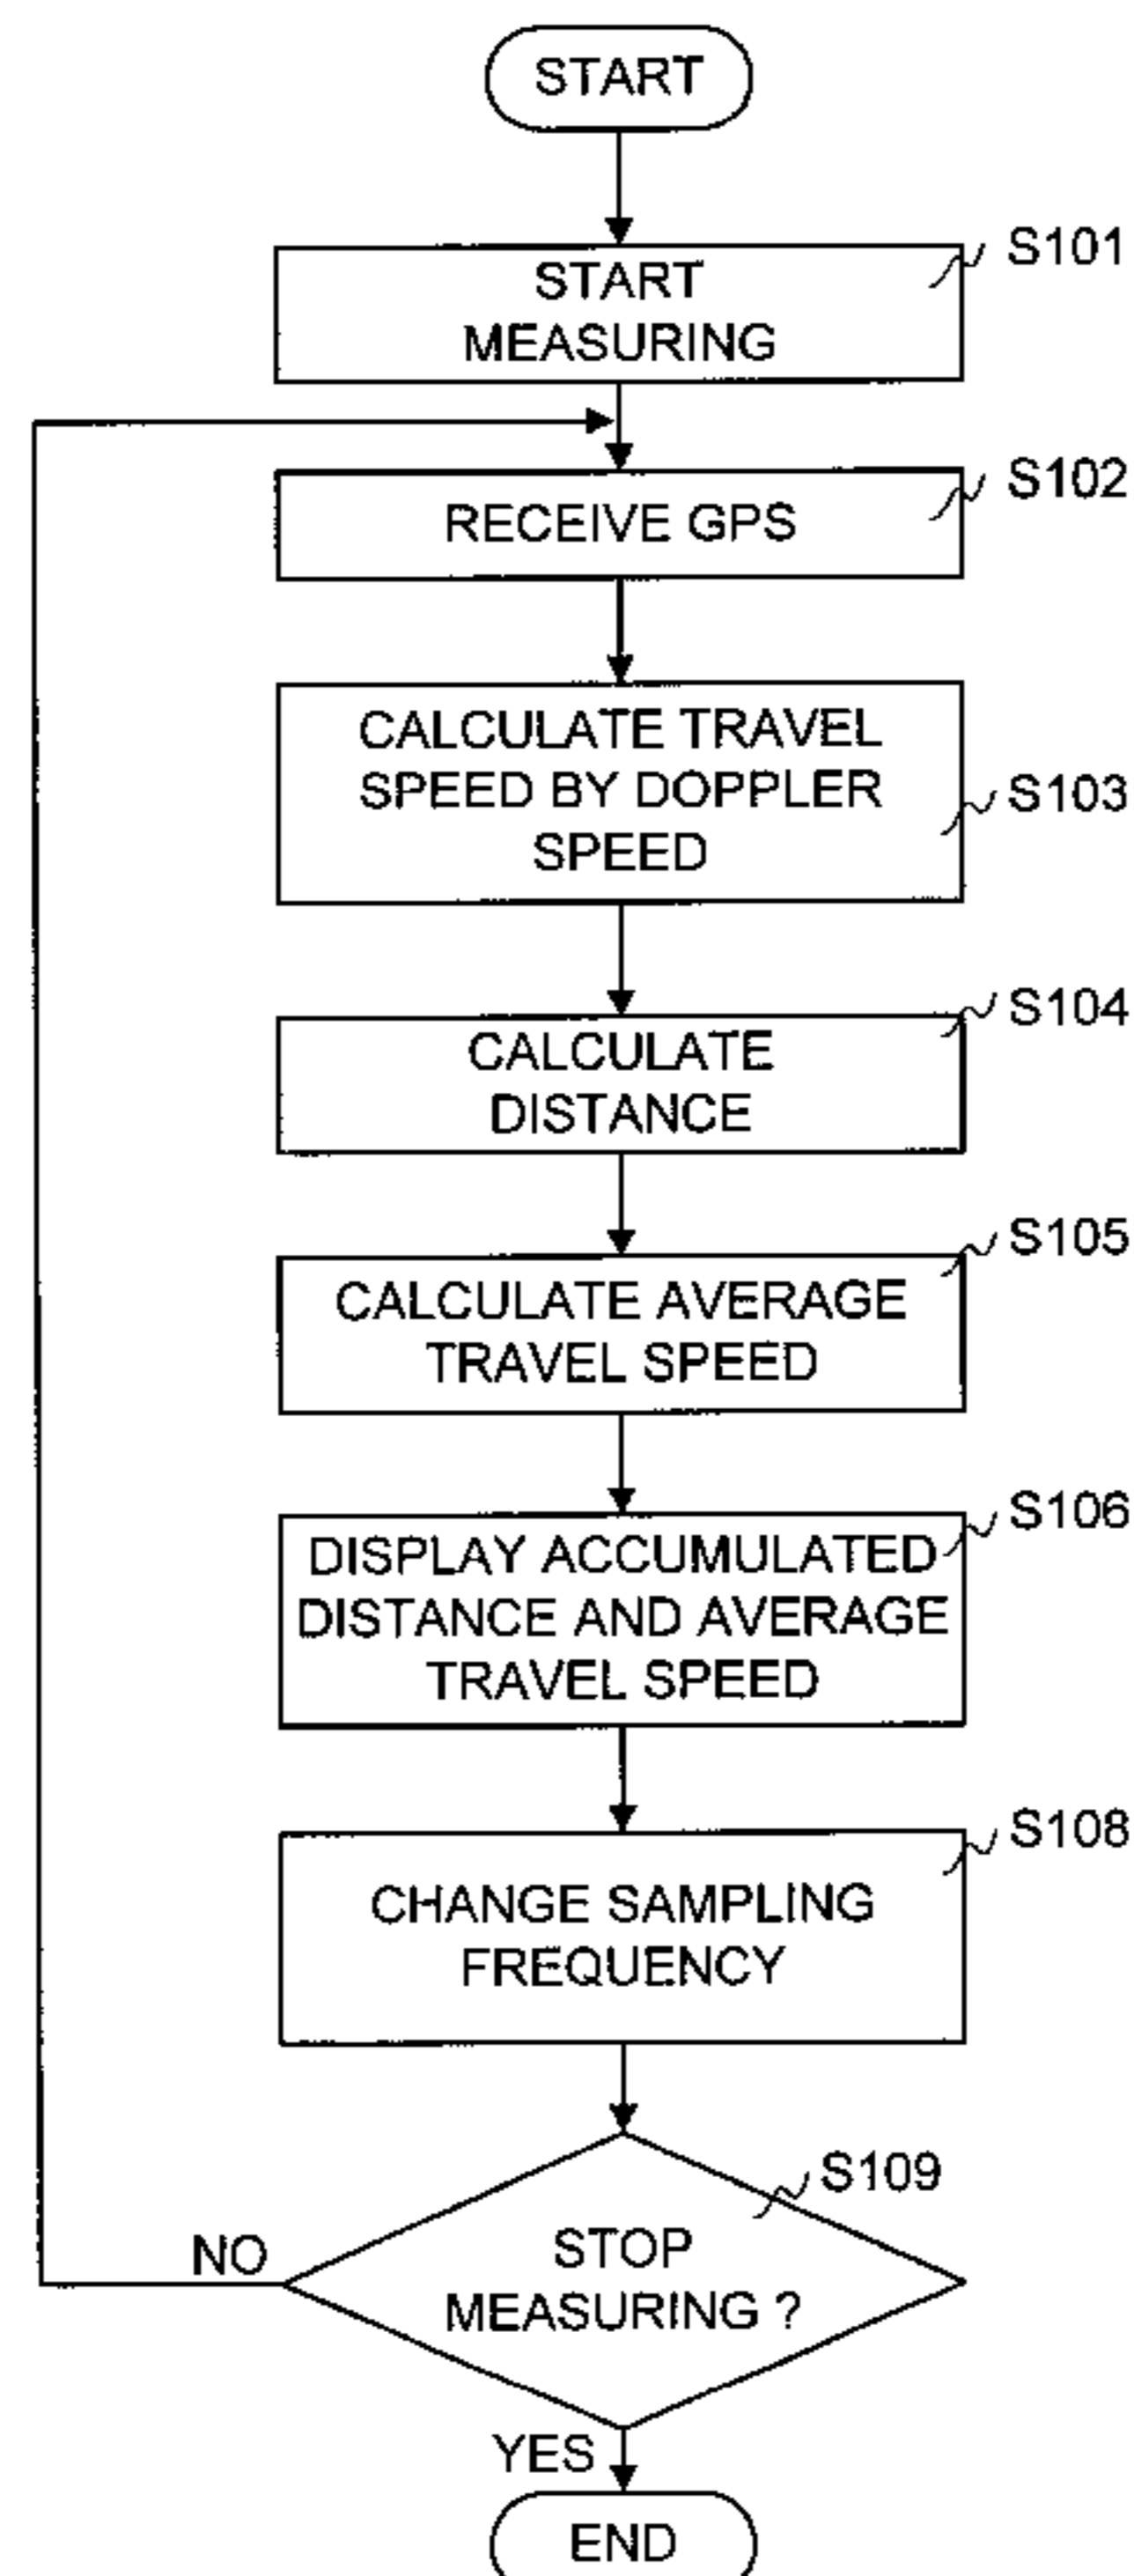 START
S101
START
MEASURING
S102
RECEIVE GPS
CALCULATE TRAVEL
SPEED BY DOPPLER
SPEED
S103
S104
CALCULATE
DISTANCE
S105
CALCULATE AVERAGE
TRAVEL SPEED
S106
DISPLAY ACCUMULATED
DISTANCE AND AVERAGE
TRAVEL SPEED
S108
CHANGE SAMPLING
FREQUENCY
S109
NO
STOP
MEASURING ?
YES
END